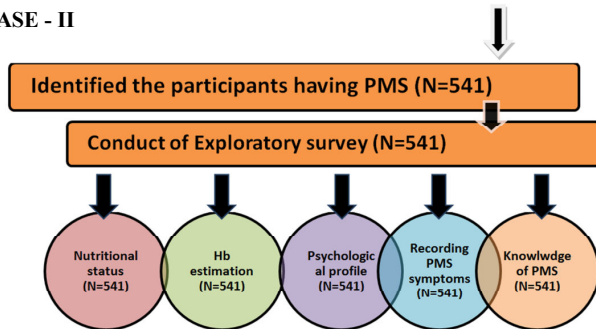 ASE - II
Identified the participants having PMS (N=541)
Conduct of Exploratory survey (N=541)
Nutritional
status
(N=541)
Hb
estimation
(N=541)
Psychologic
al profile
(N=541)
Recording
PMS
symptoms
(N=541)
Knowlwdge
of PMS
(N=541)